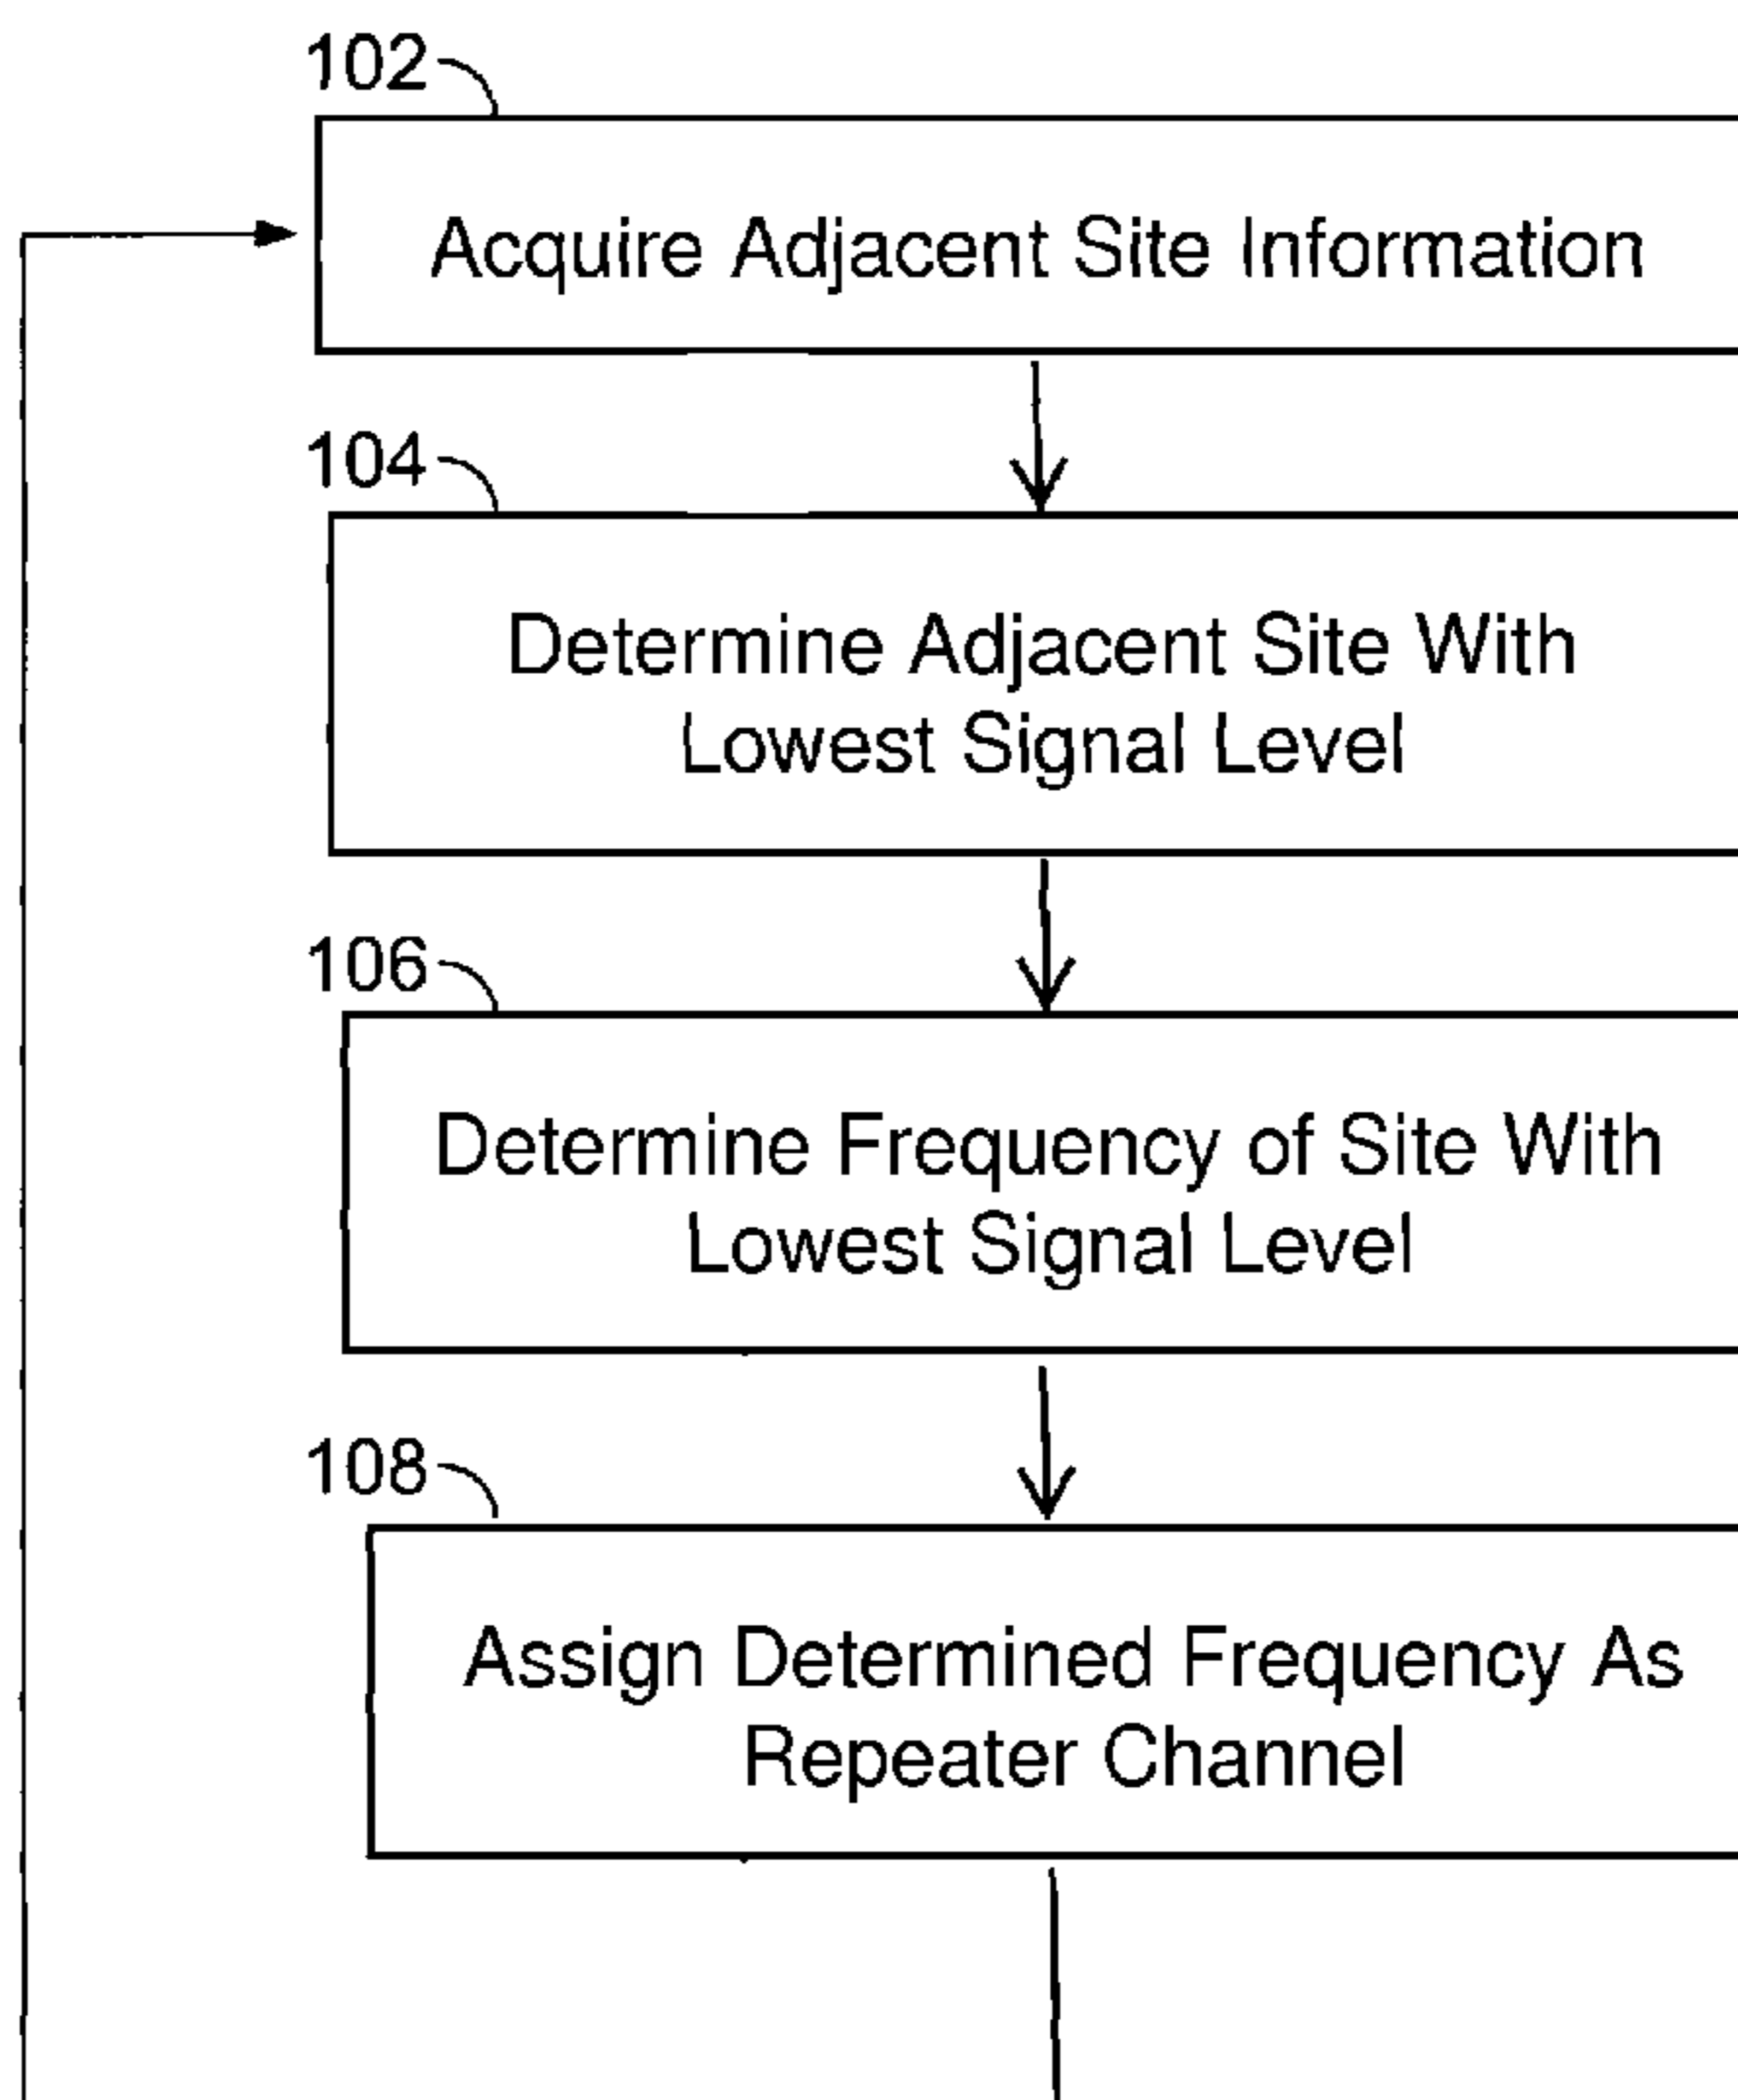 102
Acquire Adjacent Site Information
104
Determine Adjacent Site With
Lowest Signal Level
106
Determine Frequency of Site With
Lowest Signal Level
108
Assign Determined Frequency As
Repeater Channel